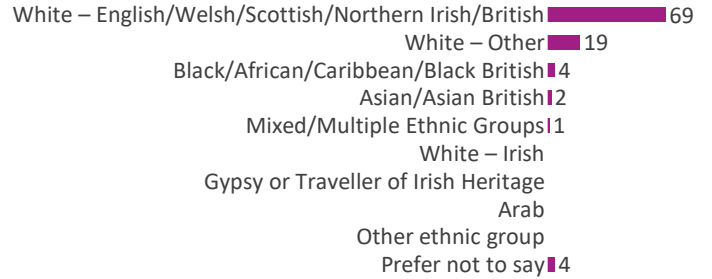 White – English/Welsh/Scottish/Northern Irish/British 69
White – Other 19
Black/African/Caribbean/Black British 4
Asian/Asian British 2
Mixed/Multiple Ethnic Groups 1
White – Irish
Gypsy or Traveller of Irish Heritage
Arab
Other ethnic group
Prefer not to say 4